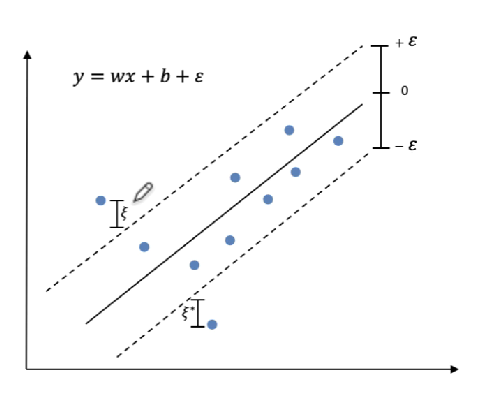 + ε
y = wx + b + ε
0
− ε
ξ
ξ*